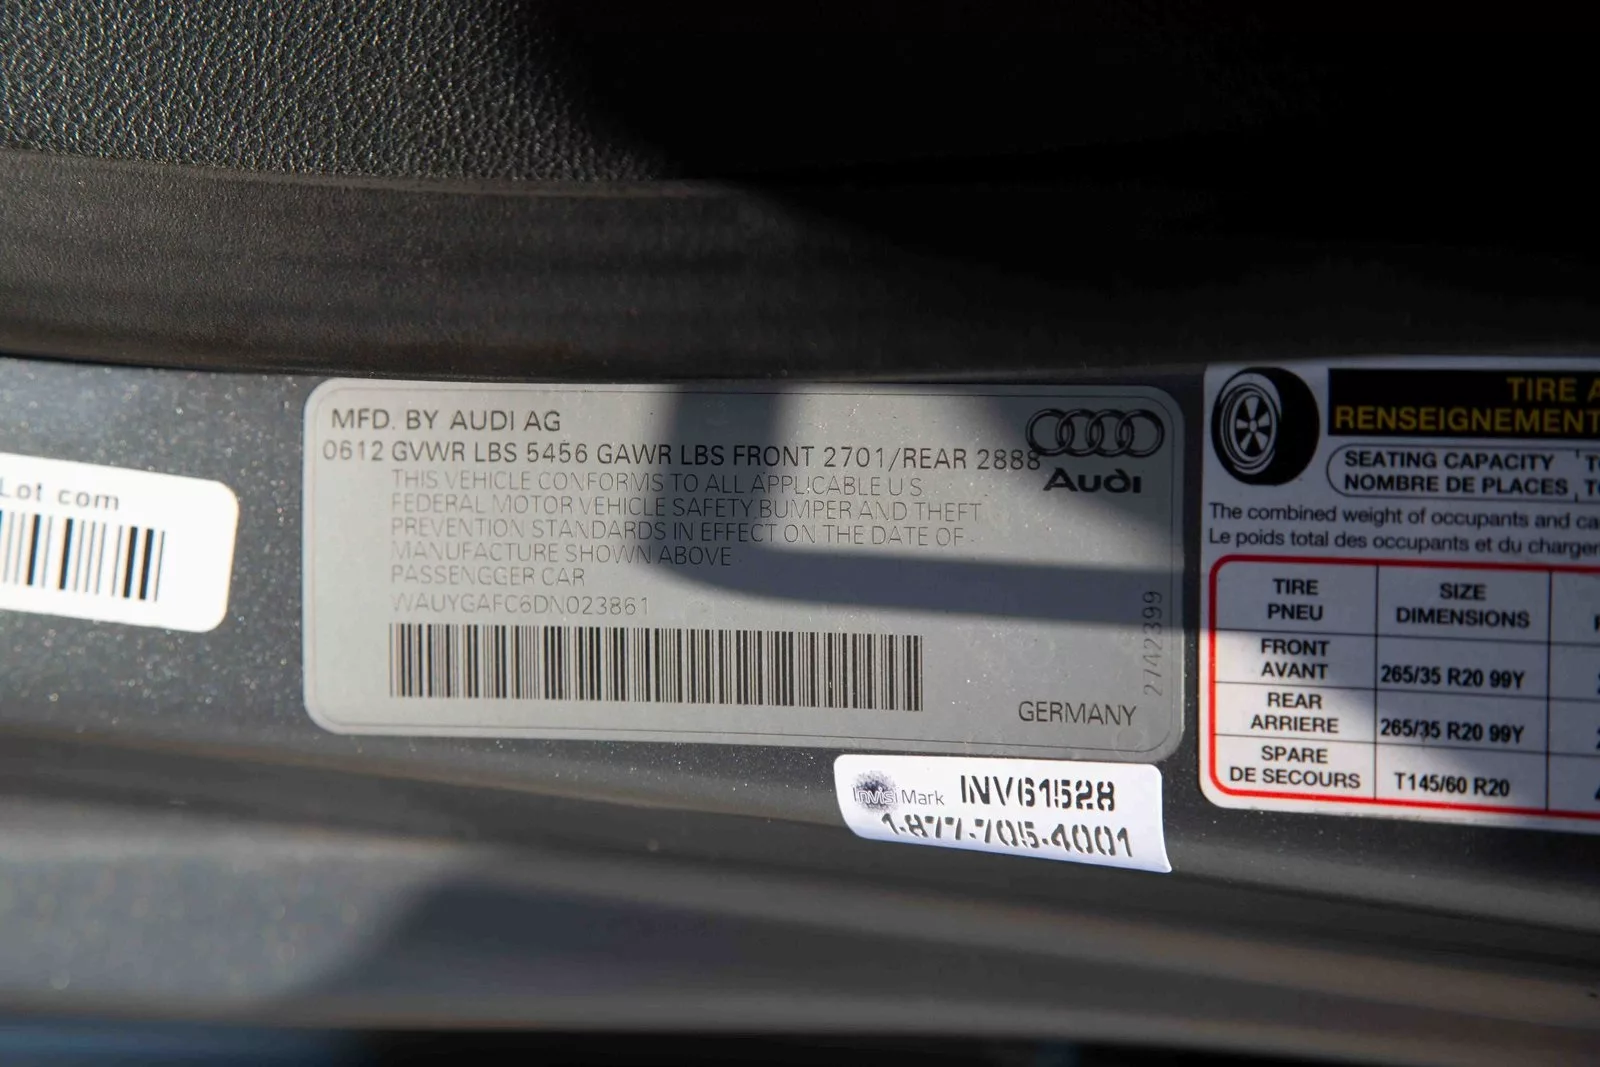 Lot com
MFD. BY AUDI AG
0612 GVWR LBS 5456 GAWR LBS FRONT 2701/REAR 2888
Audi
THIS VEHICLE CONFORMS TO ALL APPLICABLE U S
FEDERAL MOTOR VEHICLE SAFETY BUMPER AND THEFT
PREVENTION STANDARDS IN EFFECT ON THE DATE OF
MANUFACTURE SHOWN ABOVE
PASSENGGER CAR
WAUYGAFC6DN023861
2742399
GERMANY
InvisiMark INV61528
1-877-705-4001
TIRE A
RENSEIGNEMENT
SEATING CAPACITY
NOMBRE DE PLACES
The combined weight of occupants and ca
Le poids total des occupants et du charger
TIRE SIZE
PNEU DIMENSIONS
FRONT
AVANT 265/35 R20 99Y
REAR
ARRIERE 265/35 R20 99Y
SPARE
DE SECOURS T145/60 R20